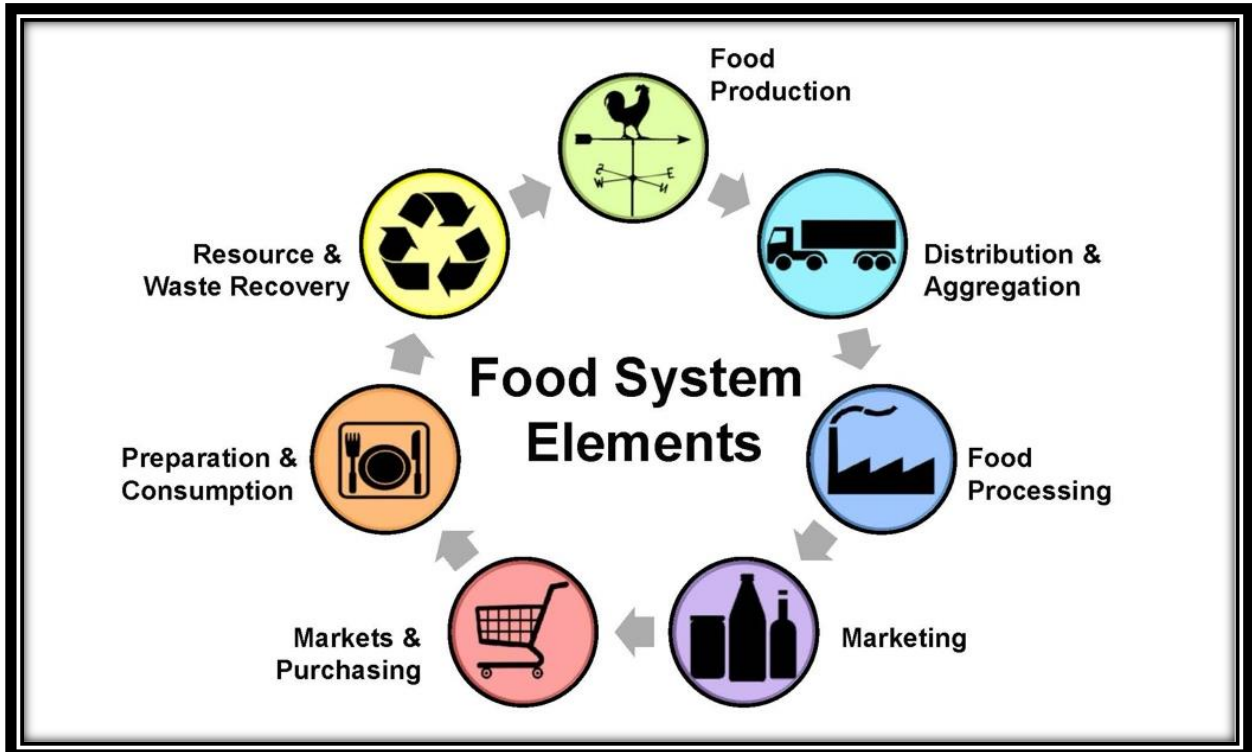 Food
Production
S
E
W
N
Distribution &
Aggregation
Food
Processing
Marketing
Markets &
Purchasing
Preparation &
Consumption
Resource &
Waste Recovery
Food System
Elements